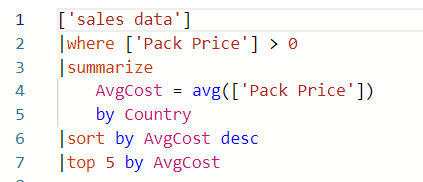 1 ['sales data']
2 |where ['Pack Price'] > 0
3 |summarize
4 AvgCost = avg(['Pack Price'])
5 by Country
6 |sort by AvgCost desc
7 |top 5 by AvgCost